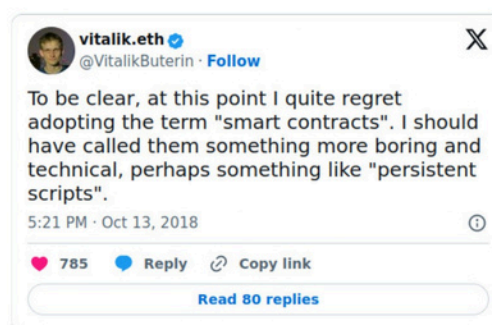 vitalik.eth
@VitalikButerin · Follow
To be clear, at this point I quite regret
adopting the term "smart contracts". I should
have called them something more boring and
technical, perhaps something like "persistent
scripts".
5:21 PM · Oct 13, 2018
785 Reply Copy link
Read 80 replies